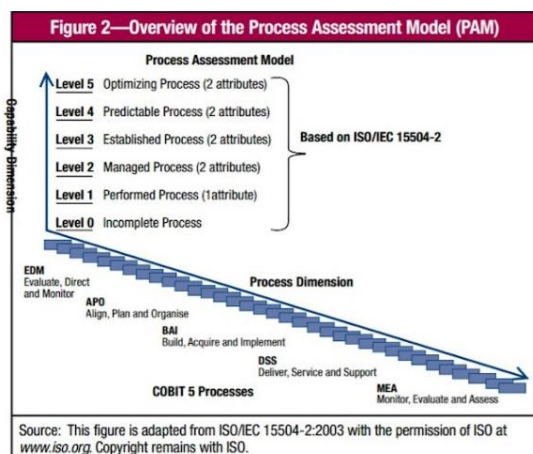 Figure 2—Overview of the Process Assessment Model (PAM)
Process Assessment Model
Level 5 Optimizing Process (2 attributes)
Level 4 Predictable Process (2 attributes)
Level 3 Established Process (2 attributes)
Based on ISO/IEC 15504-2
Level 2 Managed Process (2 attributes)
Level 1 Performed Process (1attribute)
Level 0 Incomplete Process
Capability Dimension
Process Dimension
EDM
Evaluate, Direct
and Monitor
APO
Align, Plan and Organise
BAI
Build, Acquire and Implement
DSS
Deliver, Service and Support
MEA
Monitor, Evaluate and Assess
COBIT 5 Processes
Source: This figure is adapted from ISO/IEC 15504-2:2003 with the permission of ISO at
www.iso.org. Copyright remains with ISO.